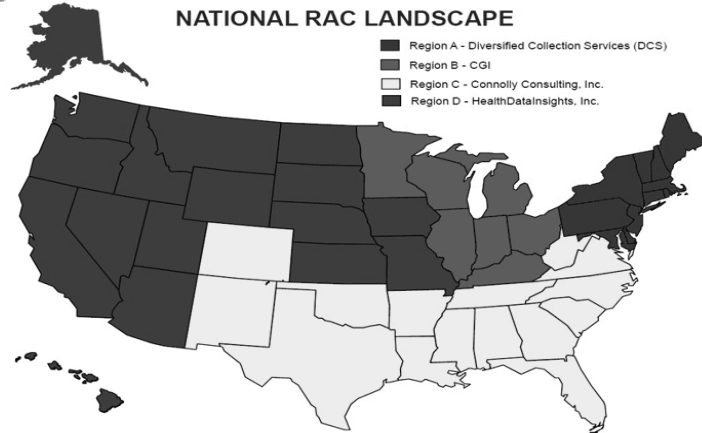 NATIONAL RAC LANDSCAPE
Region A - Diversified Collection Services (DCS)
Region B - CGI
Region C - Connolly Consulting, Inc.
Region D - HealthDataInsights, Inc.